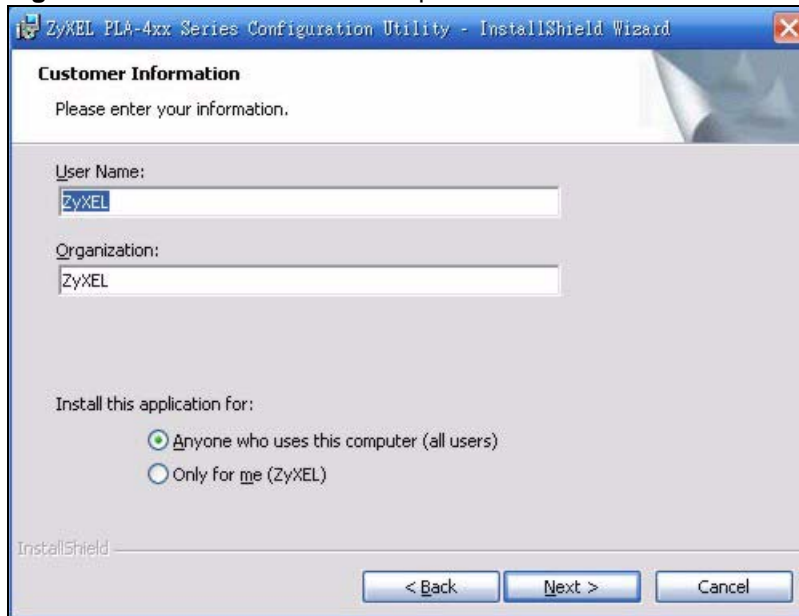 ZyXEL PLA-4xx Series Configuration Utility - InstallShield Wizard
Customer Information
Please enter your information.
User Name:
ZyXEL
Organization:
ZyXEL
Install this application for:
Anyone who uses this computer (all users)
Only for me (ZyXEL)
InstallShield
< Back
Next >
Cancel